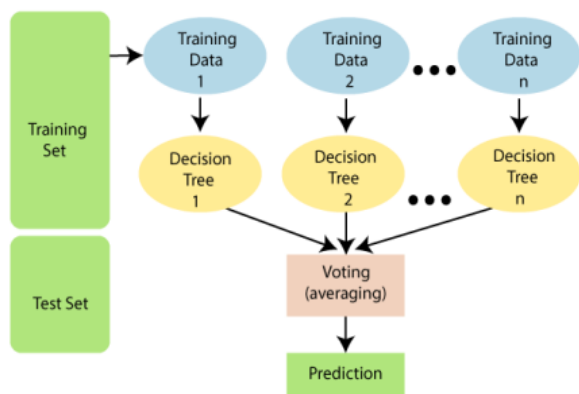 Training
Set
Test Set
Training
Data
1
Training
Data
2
Training
Data
n
Decision
Tree
1
Decision
Tree
2
Decision
Tree
n
Voting
(averaging)
Prediction